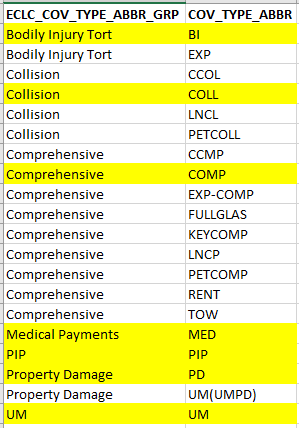 ECLC_COV_TYPE_ABBR_GRP COV_TYPE_ABBR
Bodily Injury Tort BI
Bodily Injury Tort EXP
Collision CCOL
Collision COLL
Collision LNCL
Collision PETCOLL
Comprehensive CCMP
Comprehensive COMP
Comprehensive EXP-COMP
Comprehensive FULLGLAS
Comprehensive KEYCOMP
Comprehensive LNCP
Comprehensive PETCOMP
Comprehensive RENT
Comprehensive TOW
Medical Payments MED
PIP PIP
Property Damage PD
Property Damage UM(UMPD)
UM UM